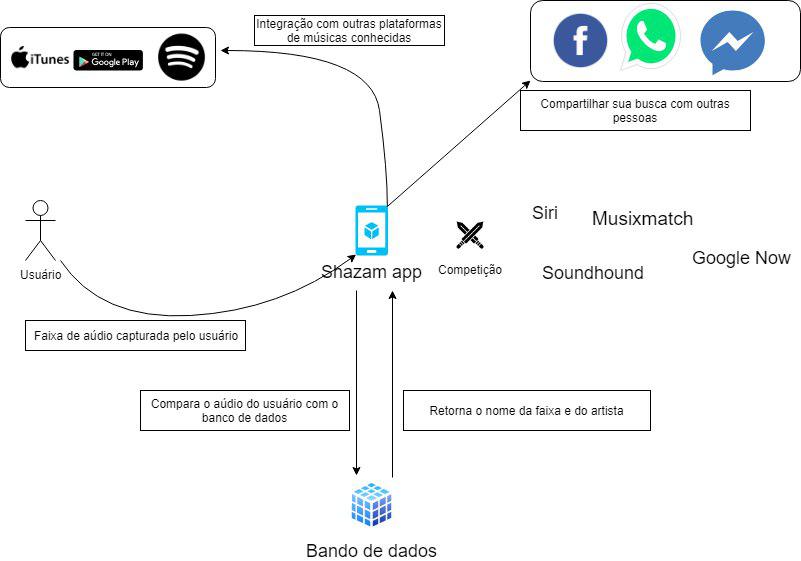 Integração com outras plataformas
de músicas conhecidas
iTunes
GET IT ON
Google Play
Compartilhar sua busca com outras
pessoas
Siri
Musixmatch
Usuário
Shazam app
Competição
Soundhound
Google Now
Faixa de aúdio capturada pelo usuário
Compara o aúdio do usuário com o
banco de dados
Retorna o nome da faixa e do artista
Bando de dados